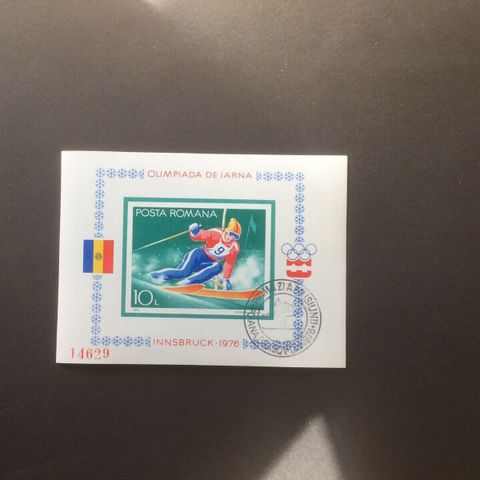 OLIMPIADA DE IARNA
POSTA ROMANA
9
10L
INNSBRUCK-1976
14629